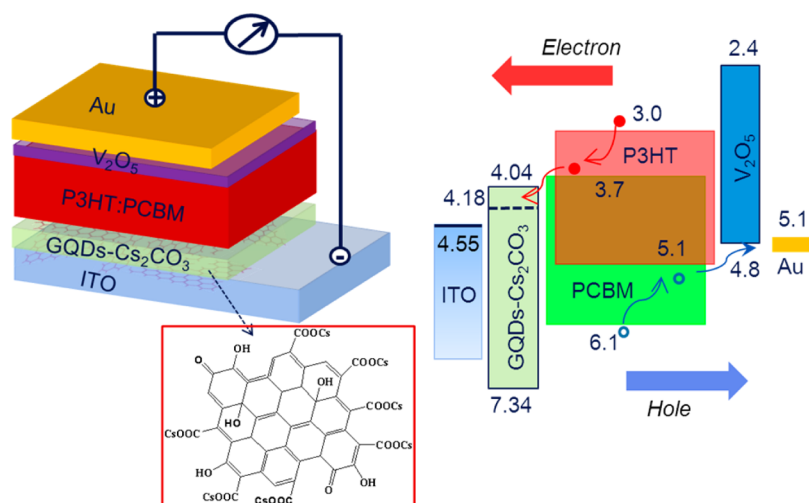 Au
⊕
V₂O₅
P3HT:PCBM
GQDs-Cs₂CO₃
ITO
⊖
O
OH
COOCs
COOCs
OH
COOCs
HO
CsOOC
COOCs
COOCs
HO
CsOOC
CsOOC
O
OH
Electron
2.4
3.0
P3HT
V₂O₅
4.04
4.18
3.7
4.55
5.1
5.1
4.8
Au
ITO
GQDs-Cs₂CO₃
PCBM
6.1
7.34
Hole